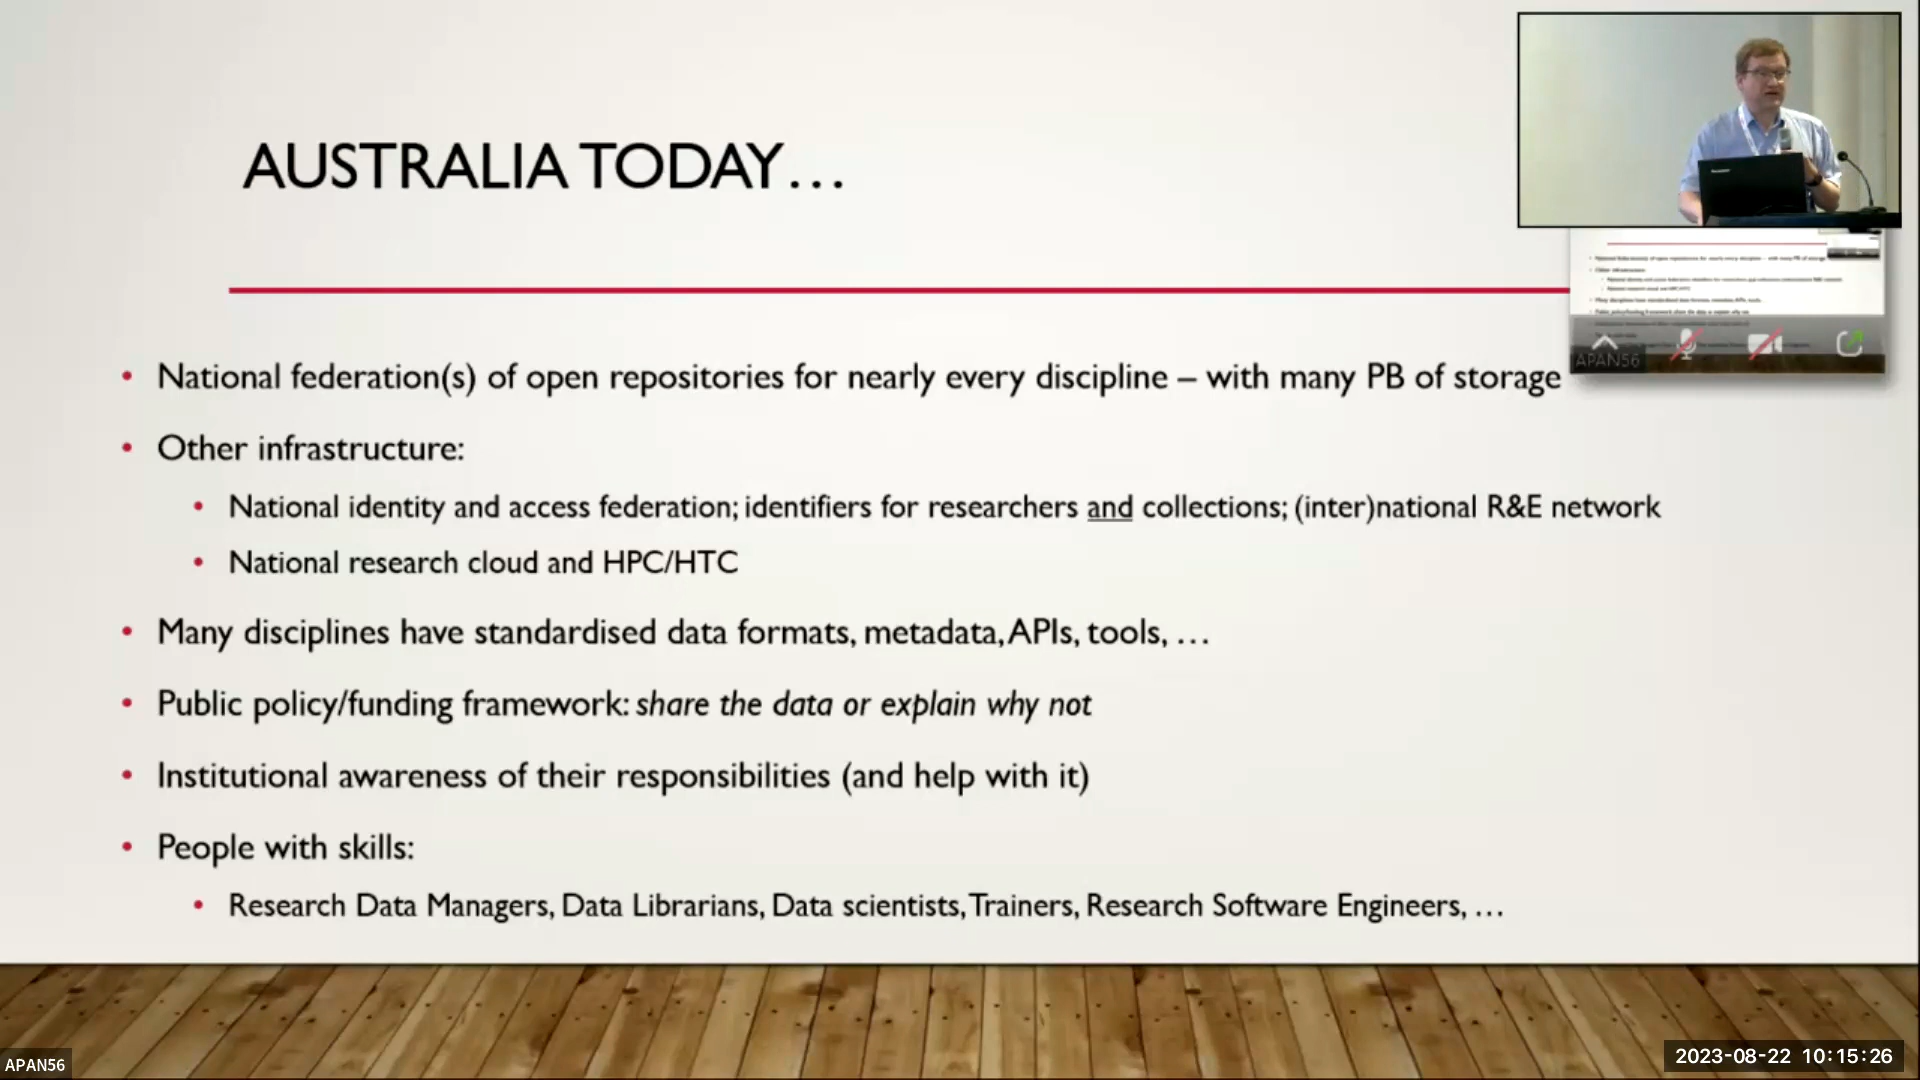 AUSTRALIA TODAY…
National federation(s) of open repositories for nearly every discipline – with many PB of storage
Other infrastructure:
National identity and access federation; identifiers for researchers and collections; (inter)national R&E network
National research cloud and HPC/HTC
Many disciplines have standardised data formats, metadata, APIs, tools, …
Public policy/funding framework: share the data or explain why not
Institutional awareness of their responsibilities (and help with it)
People with skills:
Research Data Managers, Data Librarians, Data scientists, Trainers, Research Software Engineers, …
APAN56
APAN56
2023-08-22 10:15:26